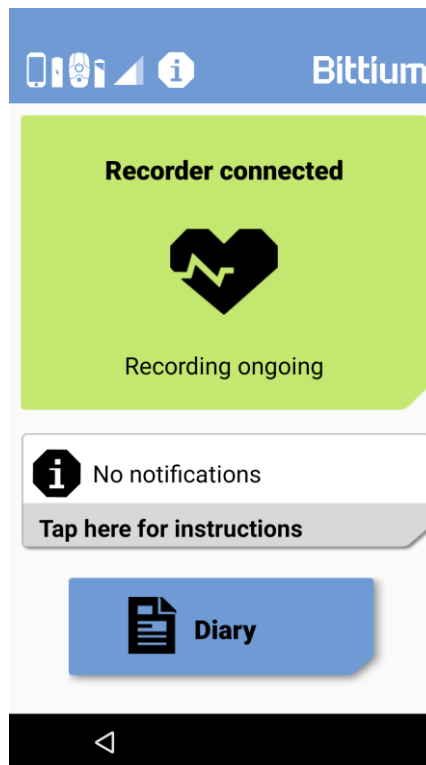 Bittium
Recorder connected
Recording ongoing
No notifications
Tap here for instructions
Diary